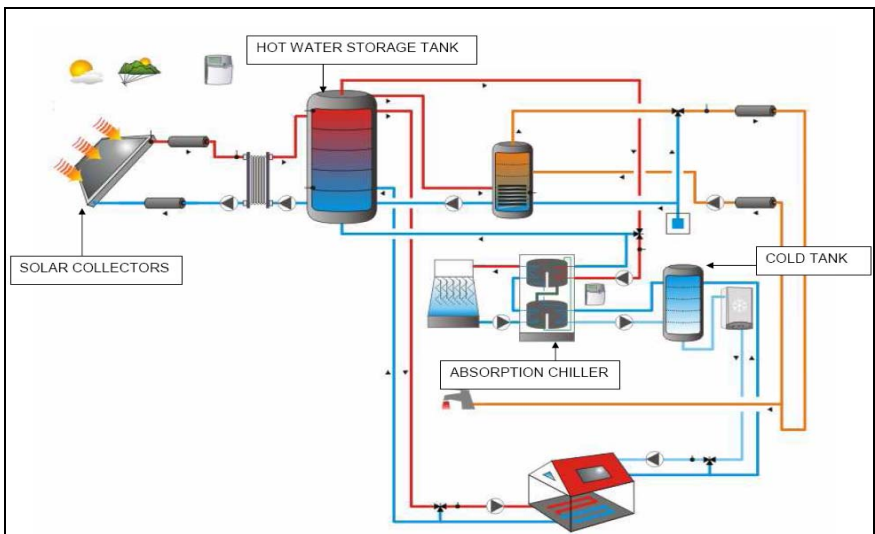 HOT WATER STORAGE TANK
SOLAR COLLECTORS
COLD TANK
ABSORPTION CHILLER